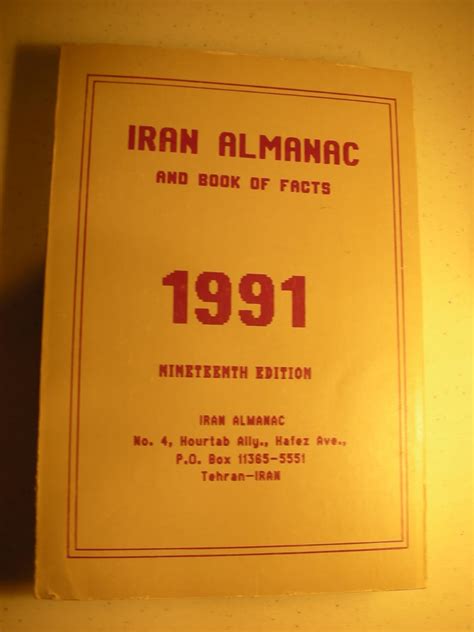 IRAN ALMANAC
AND BOOK OF FACTS
1991
NINETEENTH EDITION
IRAN ALMANAC
No. 4, Hourtab Ally., Hafez Ave.,
P.O. Box 11365-5551
Tehran-IRAN